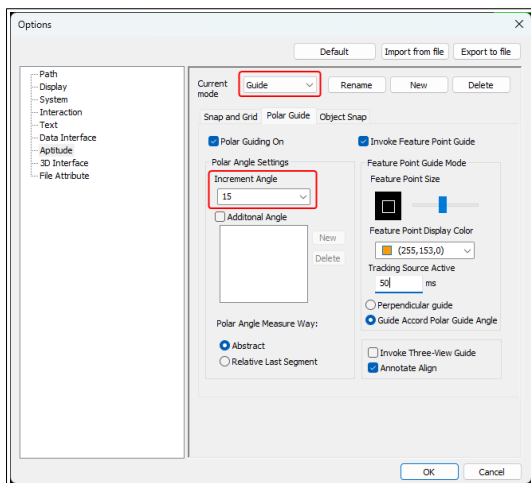 Options
Default Import from file Export to file
Path
Display
System
Interaction
Text
Data Interface
Aptitude
3D Interface
File Attribute
Current mode Guide Rename New Delete
Snap and Grid Polar Guide Object Snap
Polar Guiding On
Polar Angle Settings
Increment Angle
15
Additonal Angle
New
Delete
Polar Angle Measure Way:
Abstract
Relative Last Segment
Invoke Feature Point Guide
Feature Point Guide Mode
Feature Point Size
Feature Point Display Color
(255,153,0)
Tracking Source Active
50 ms
Perpendicular guide
Guide Accord Polar Guide Angle
Invoke Three-View Guide
Annotate Align
OK Cancel